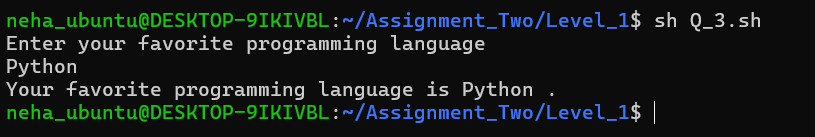 neha_ubuntu@DESKTOP-9IKIVBL:~/Assignment_Two/Level_1$ sh Q_3.sh
Enter your favorite programming language
Python
Your favorite programming language is Python .
neha_ubuntu@DESKTOP-9IKIVBL:~/Assignment_Two/Level_1$